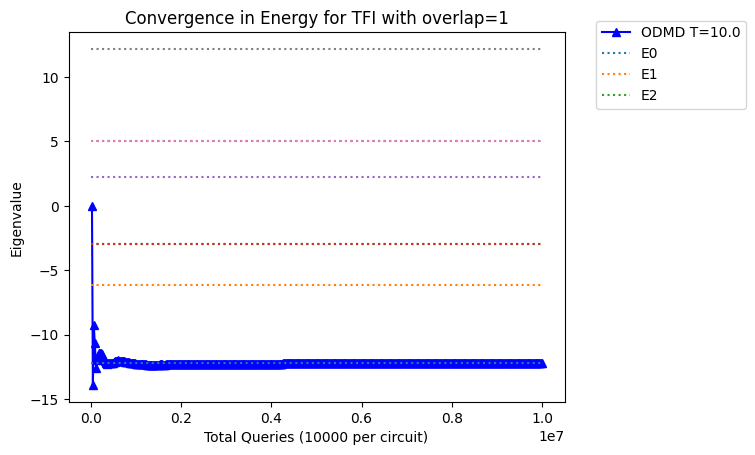 Convergence in Energy for TFI with overlap=1
ODMD T=10.0
E0
E1
E2
Eigenvalue
10
5
0
−5
−10
−15
0.0 0.2 0.4 0.6 0.8 1.0
1e7
Total Queries (10000 per circuit)